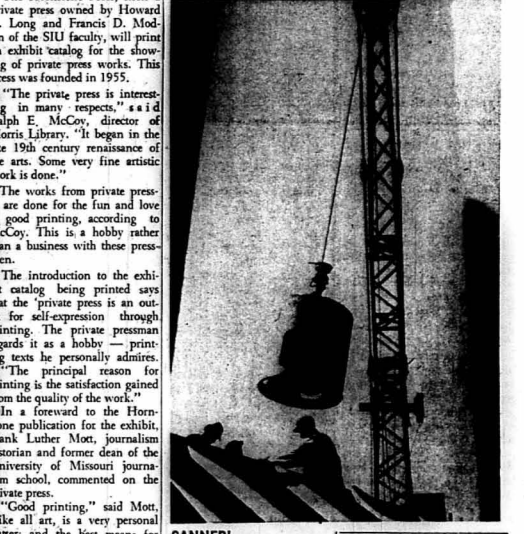 ivate press owned by Howard
. Long and Francis D. Mod-
n of the SIU faculty, will print
exhibit catalog for the show-
g of private press works. This
ess was founded in 1955.
"The private press is interest-
g in many respects," said
alph E. McCoy, director of
orris Library. "It began in the
e 19th century renaissance of
e arts. Some very fine artistic
ork is done."
The works from private press-
are done for the fun and love
good printing, according to
cCoy. This is a hobby rather
an a business with these press-
en.
The introduction to the exhi-
t catalog being printed says
at the 'private press is an out-
for self-expression through
inting. The private pressman
gards it as a hobby — print-
g texts he personally admires.
"The principal reason for
inting is the satisfaction gained
om the quality of the work."
In a foreward to the Horn-
one publication for the exhibit,
ank Luther Mott, journalism
storian and former dean of the
niversity of Missouri journa-
m school, commented on the
ivate press.
"Good printing," said Mott,
ike all art, is a very personal